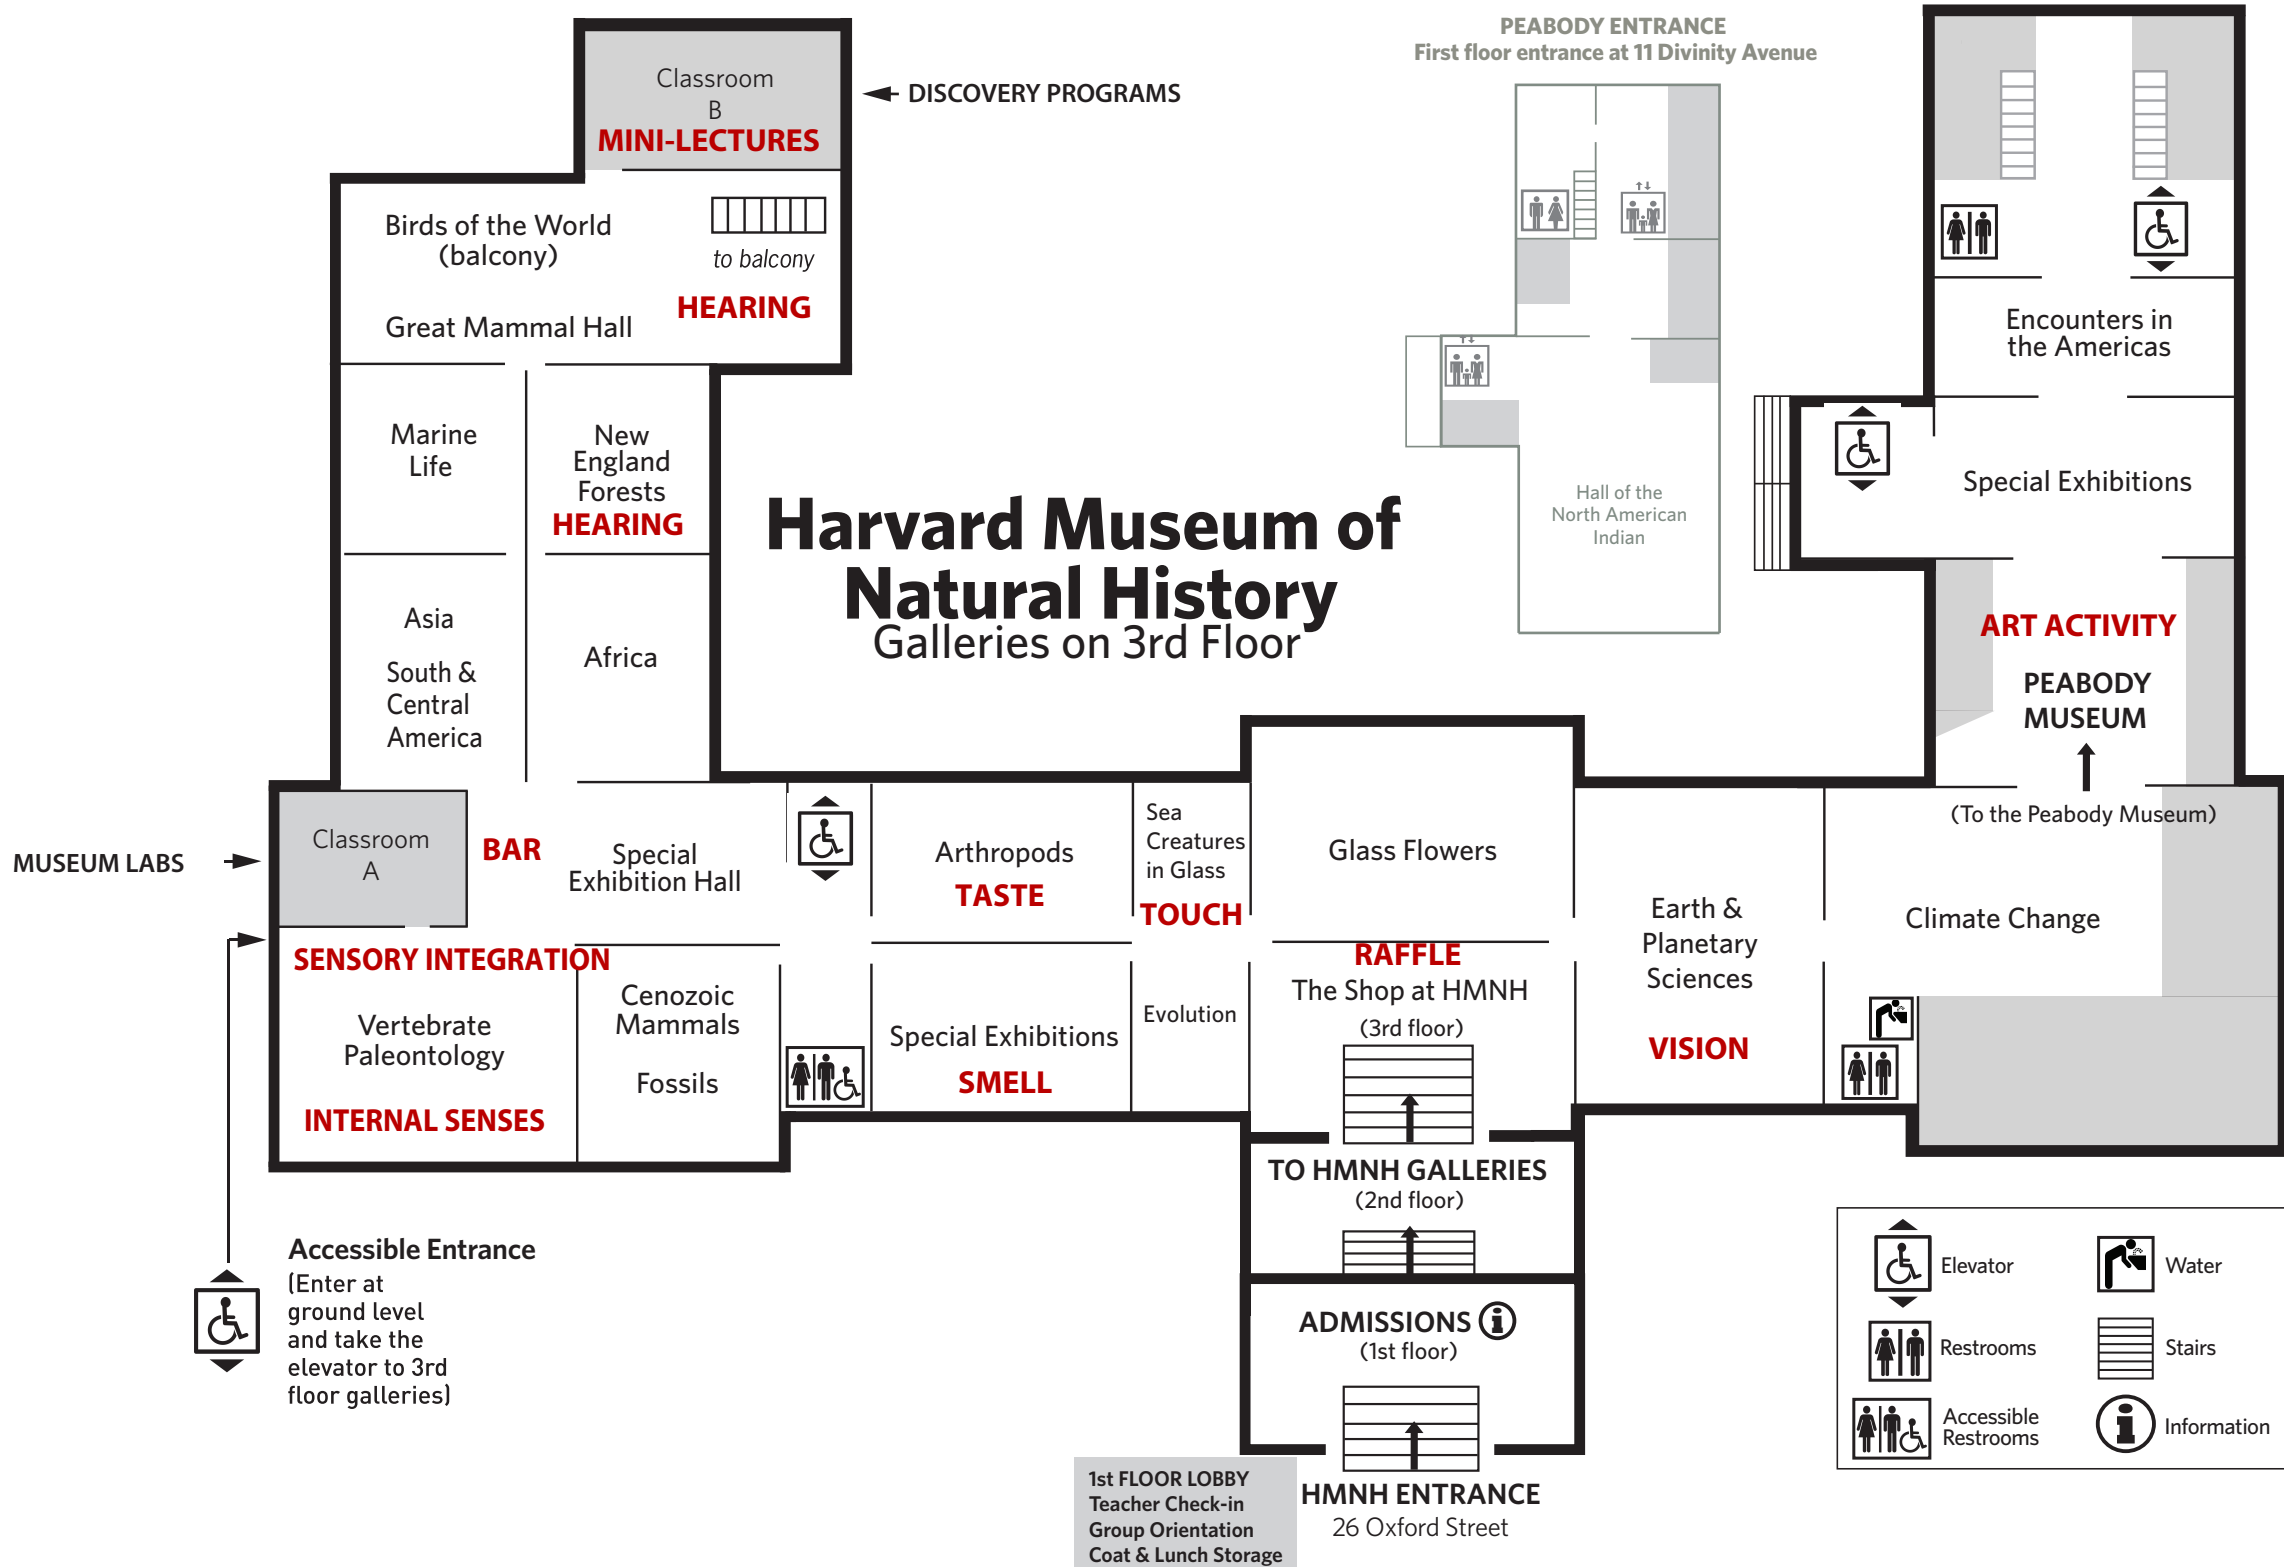 PEABODY ENTRANCE
First floor entrance at 11 Divinity Avenue
Classroom
B
MINI-LECTURES
DISCOVERY PROGRAMS
Birds of the World
(balcony)
to balcony
HEARING
Great Mammal Hall
Encounters in
the Americas
Marine
Life
New
England
Forests
HEARING
Special Exhibitions
Hall of the
North American
Indian
Harvard Museum of
Natural History
Galleries on 3rd Floor
Asia
South &
Central
America
Africa
ART ACTIVITY
PEABODY
MUSEUM
(To the Peabody Museum)
MUSEUM LABS
Classroom
A
BAR
Special
Exhibition Hall
Arthropods
TASTE
Sea
Creatures
in Glass
TOUCH
Glass Flowers
Earth &
Planetary
Sciences
VISION
Climate Change
SENSORY INTEGRATION
Vertebrate
Paleontology
INTERNAL SENSES
Cenozoic
Mammals
Fossils
Special Exhibitions
SMELL
Evolution
RAFFLE
The Shop at HMNH
(3rd floor)
TO HMNH GALLERIES
(2nd floor)
ADMISSIONS
(1st floor)
HMNH ENTRANCE
26 Oxford Street
Accessible Entrance
(Enter at
ground level
and take the
elevator to 3rd
floor galleries)
1st FLOOR LOBBY
Teacher Check-in
Group Orientation
Coat & Lunch Storage
Elevator
Water
Restrooms
Stairs
Accessible
Restrooms
Information